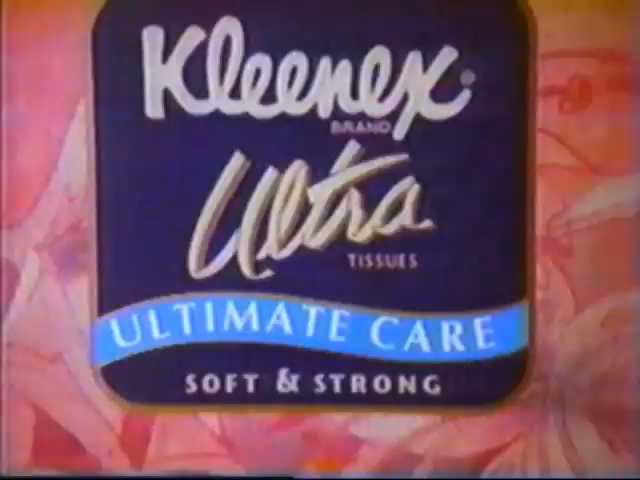 Kleenex®
BRAND
Ultra
TISSUES
ULTIMATE CARE
SOFT & STRONG